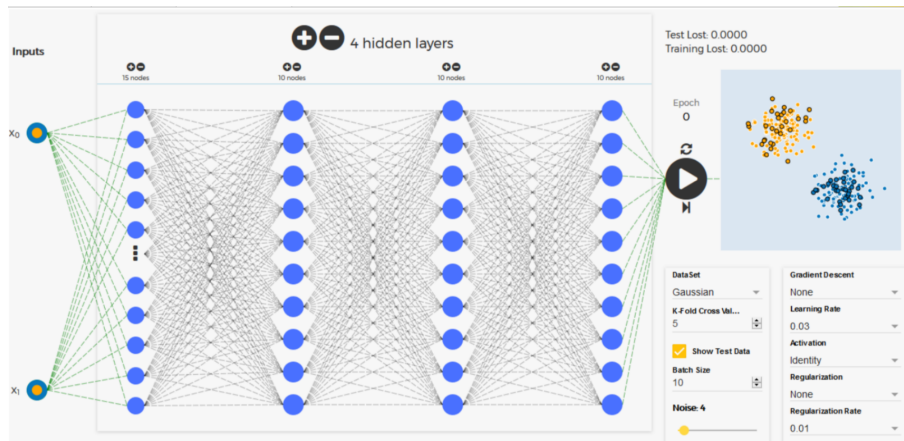 Inputs
4 hidden layers
15 nodes
10 nodes
10 nodes
10 nodes
X0
X1
Test Lost: 0.0000
Training Lost: 0.0000
Epoch
0
DataSet
Gaussian
K-Fold Cross Val...
5
Show Test Data
Batch Size
10
Noise: 4
Gradient Descent
None
Learning Rate
0.03
Activation
Identity
Regularization
None
Regularization Rate
0.01